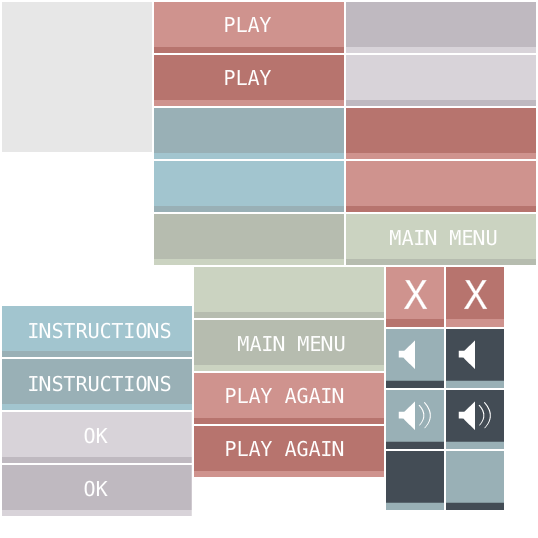 PLAY
PLAY
MAIN MENU
X X
INSTRUCTIONS
MAIN MENU
INSTRUCTIONS
PLAY AGAIN
OK
PLAY AGAIN
OK